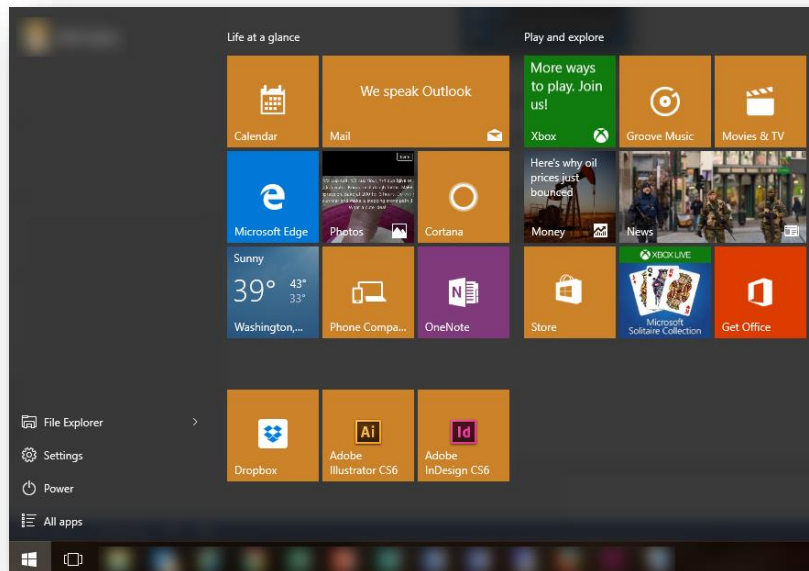 Life at a glance
Play and explore
Calendar
We speak Outlook
Mail
More ways
to play. Join
us!
Xbox
Groove Music
Movies & TV
Microsoft Edge
Photos
Cortana
Here's why oil
prices just
bounced
Money
News
Sunny
39°
43°
33°
Washington,...
Phone Compa...
N
OneNote
Store
XBOX LIVE
Microsoft
Solitaire Collection
Get Office
Dropbox
Ai
Adobe
Illustrator CS6
Id
Adobe
InDesign CS6
File Explorer
Settings
Power
All apps